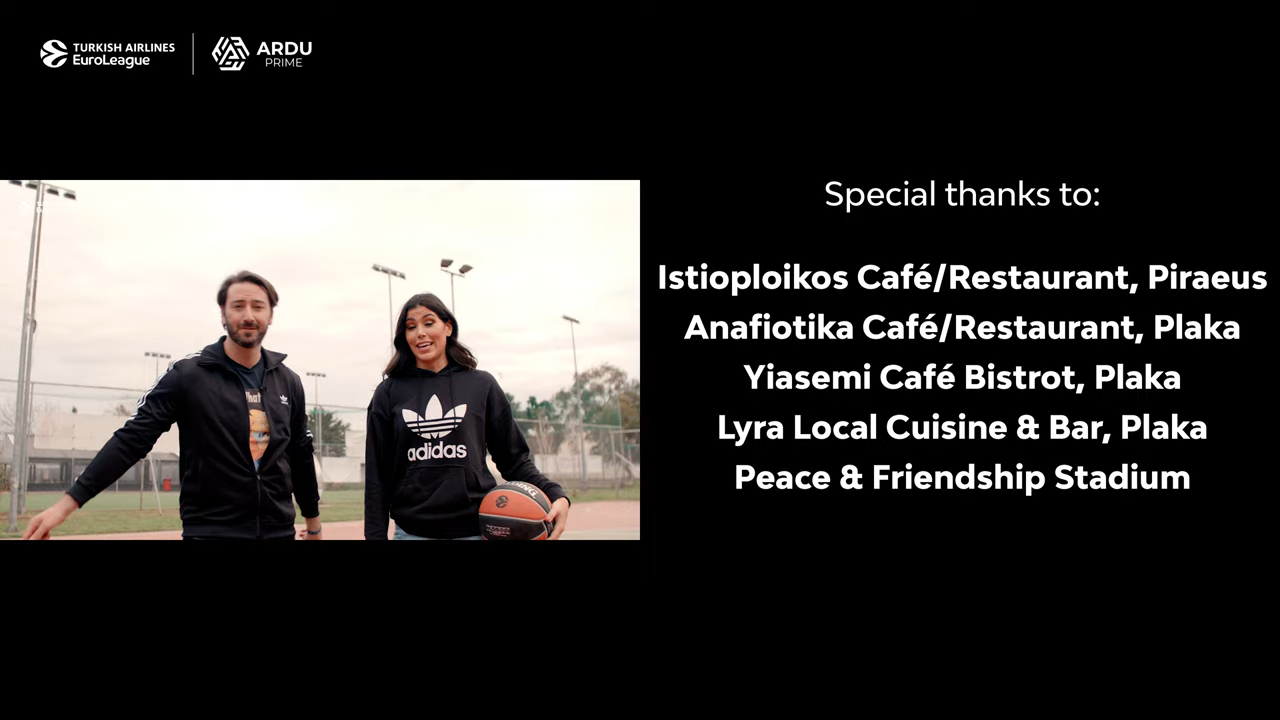 TURKISH AIRLINES
EuroLeague
ARDU
PRIME
Special thanks to:
Istioploikos Café/Restaurant, Piraeus
Anafiotika Café/Restaurant, Plaka
Yiasemi Café Bistrot, Plaka
Lyra Local Cuisine & Bar, Plaka
Peace & Friendship Stadium
What
adidas